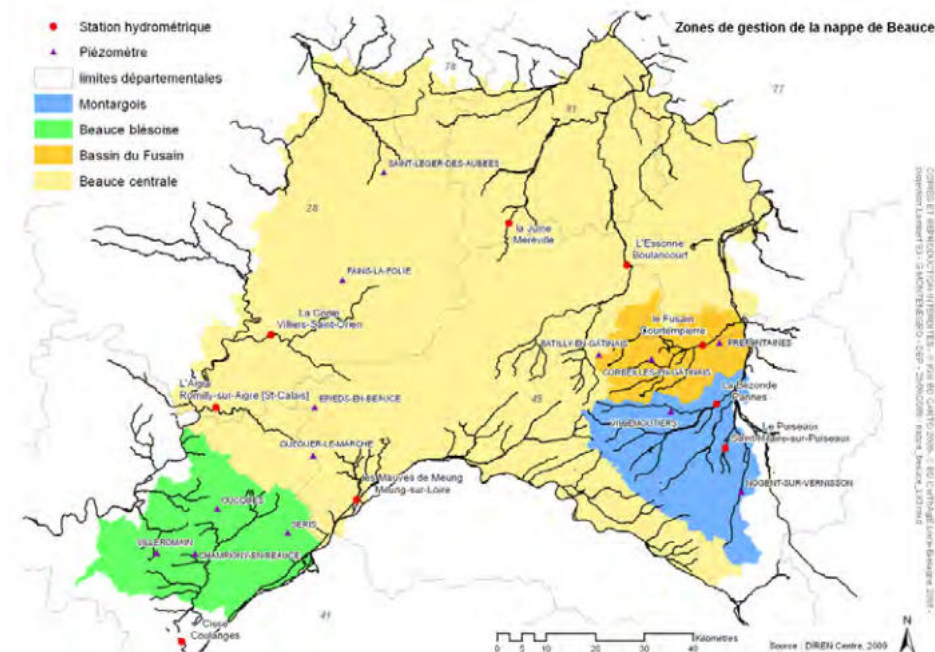 Zones de gestion de la nappe de Beauce
Station hydrométrique
Piézomètre
limites départementales
Montargois
Beauce blésoise
Bassin du Fusain
Beauce centrale
78
77
91
SAINT-LEGER-DES-AUBEES
28
la Juine
Méréville
L'Essonne
Boulancourt
FAINS-LA-FOLIE
La Conie
Villiers-Saint-Orien
le Fusain
Courtempierre
BATILLY-EN-GÂTINAIS
PREFONTAINES
CORBEILLES-EN-GÂTINAIS
L'Aigre
Romilly-sur-Aigre [St-Calais]
EPIEDS-EN-BEAUCE
45
La Bezonde
Pannes
VILLEMOUTIERS
Le Puiseaux
Saint-Hilaire-sur-Puiseaux
OUZOUER-LE-MARCHE
les Mauves de Meung
Meung-sur-Loire
NOGENT-SUR-VERNISSON
OUCQUES
SERIS
VILLEROMAIN
CHAMPIGNY-EN-BEAUCE
41
Cisse
Coulanges
0 5 10 20 30 40
Kilomètres
Source : DIREN Centre, 2009
N